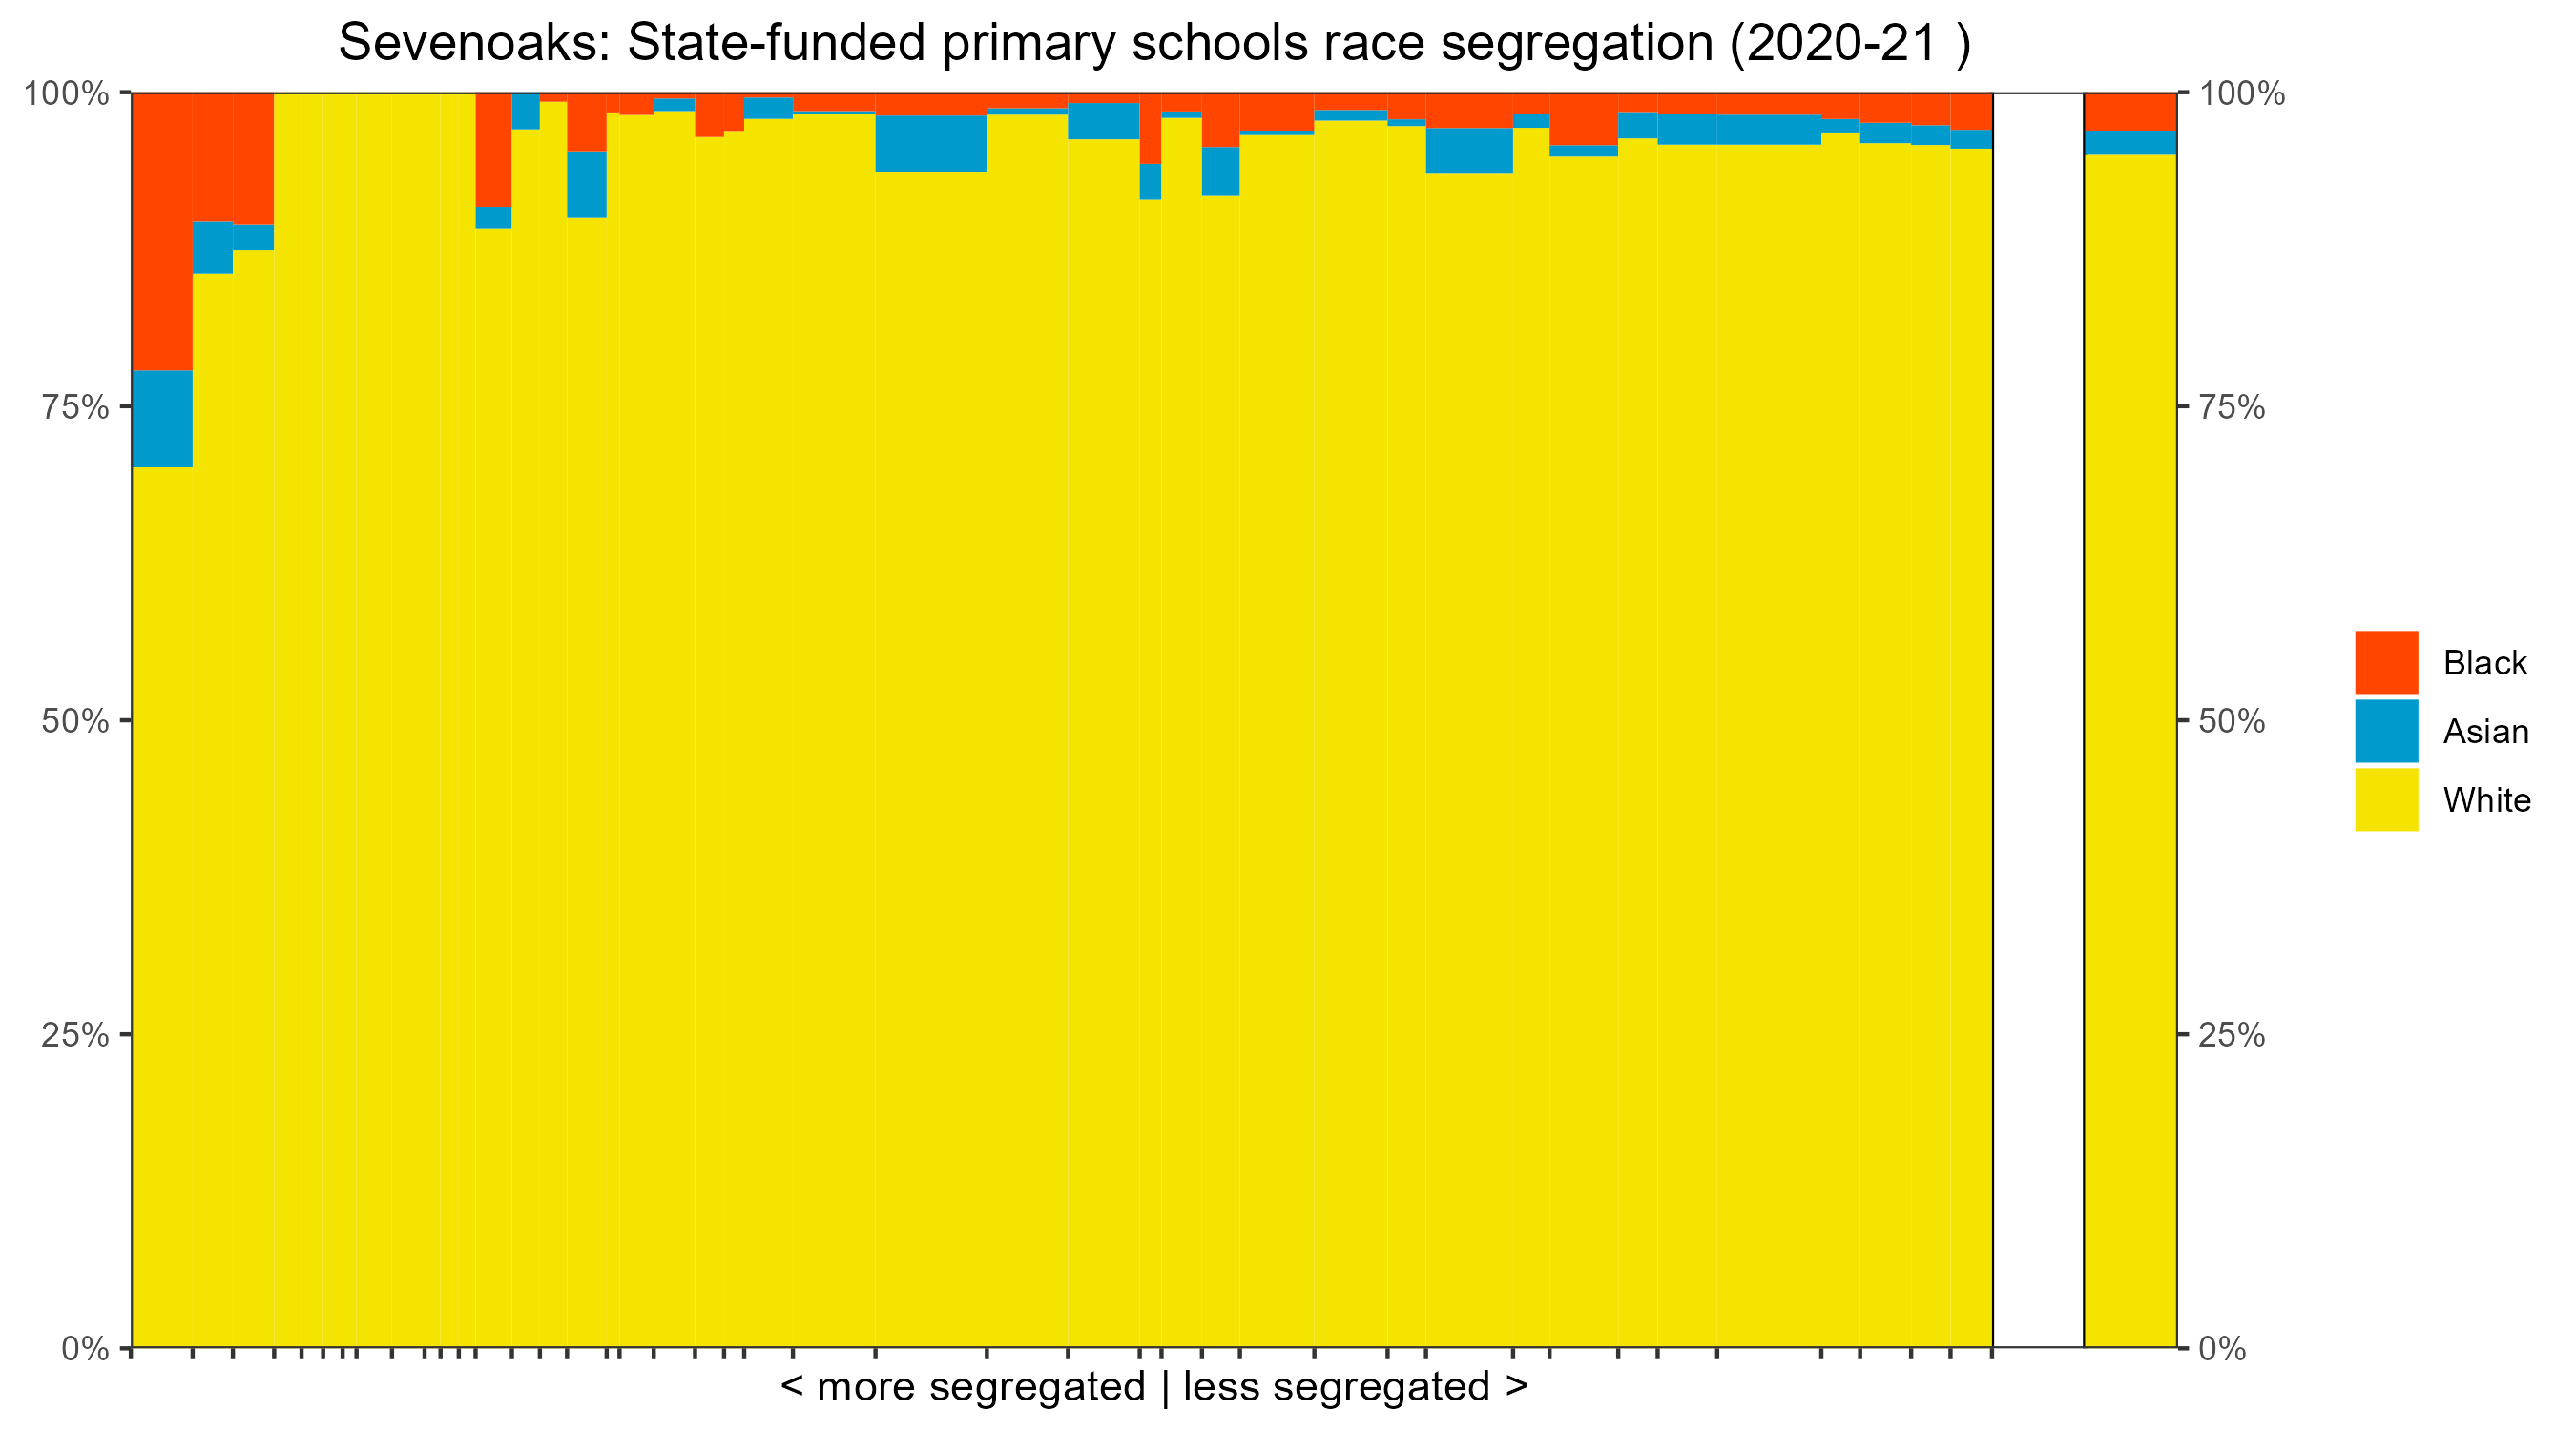 Sevenoaks: State-funded primary schools race segregation (2020-21 )
100%
100%
75%
75%
50%
50%
25%
25%
0%
0%
Black
Asian
White
< more segregated | less segregated >